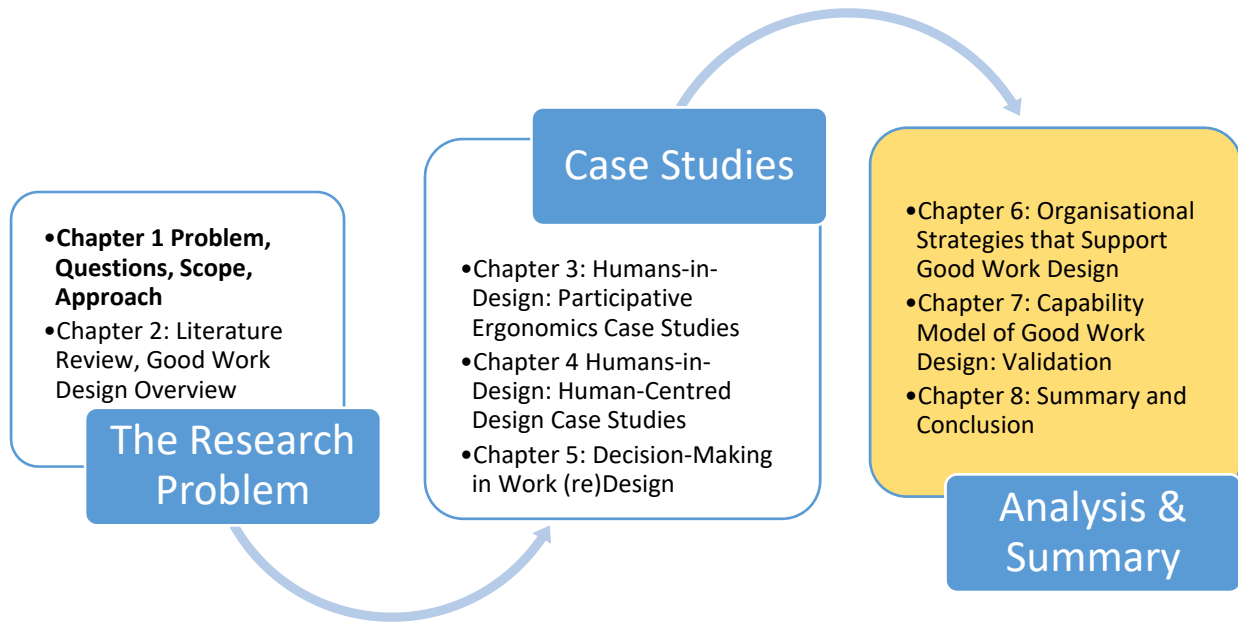 •Chapter 1 Problem,
Questions, Scope,
Approach
•Chapter 2: Literature
Review, Good Work
Design Overview
The Research
Problem
Case Studies
•Chapter 3: Humans-in-
Design: Participative
Ergonomics Case Studies
•Chapter 4 Humans-in-
Design: Human-Centred
Design Case Studies
•Chapter 5: Decision-Making
in Work (re)Design
•Chapter 6: Organisational
Strategies that Support
Good Work Design
•Chapter 7: Capability
Model of Good Work
Design: Validation
•Chapter 8: Summary and
Conclusion
Analysis &
Summary